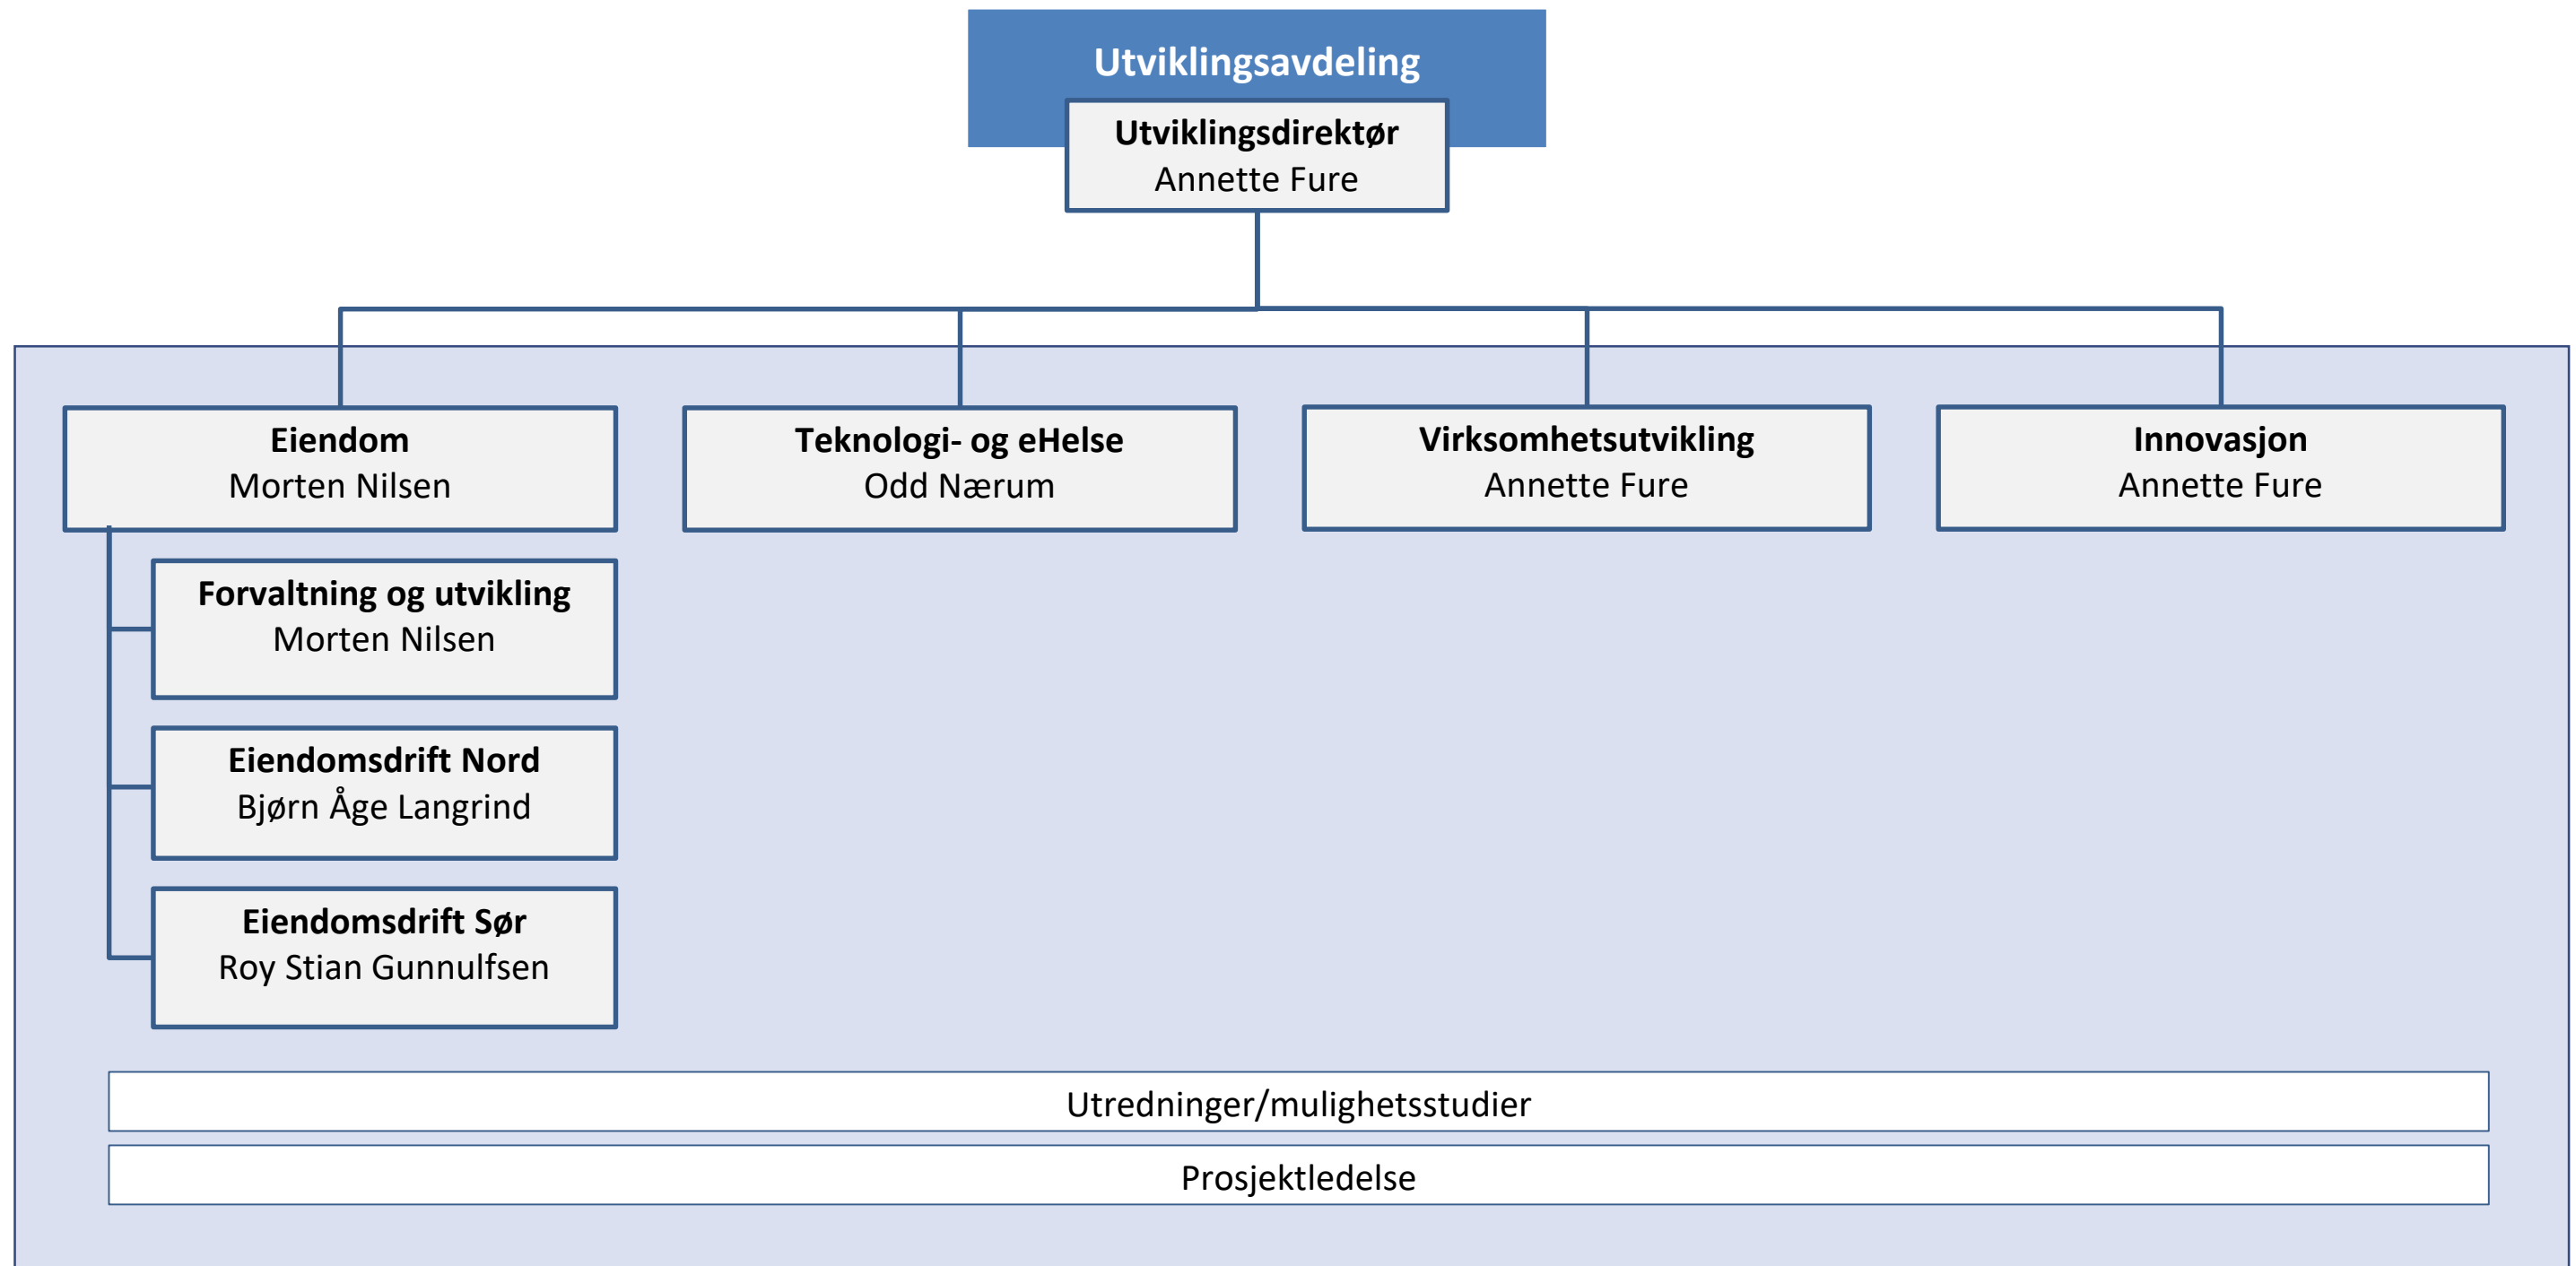 Utviklingsavdeling
Utviklingsdirektør
Annette Fure
Eiendom
Morten Nilsen
Teknologi- og eHelse
Odd Nærum
Virksomhetsutvikling
Annette Fure
Innovasjon
Annette Fure
Forvaltning og utvikling
Morten Nilsen
Eiendomsdrift Nord
Bjørn Åge Langrind
Eiendomsdrift Sør
Roy Stian Gunnulfsen
Utredninger/mulighetsstudier
Prosjektledelse